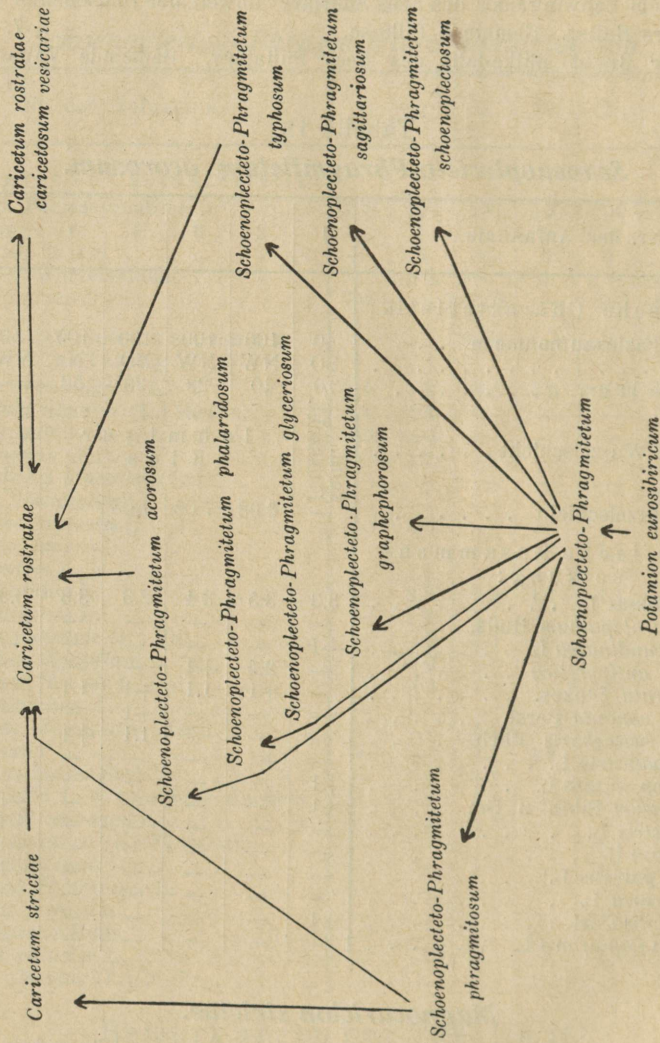 Caricetum strictae
Caricetum rostratae
Caricetum rostratae
caricetosum vesicariae
Schoenoplecteto-Phragmitetum acorosum
Schoenoplecteto-Phragmitetum phalaridosum
Schoenoplecteto-Phragmitetum glyceriosum
Schoenoplecteto-Phragmitetum
graphephorosum
Schoenoplecteto-Phragmitetum
typhosum
Schoenoplecteto-Phragmitetum
sagittariosum
Schoenoplecteto-Phragmitetum
schoenoplectosum
Schoenoplecteto-Phragmitetum
phragmitosum
Schoenoplecteto-Phragmitetum
Potamion eurosibiricum